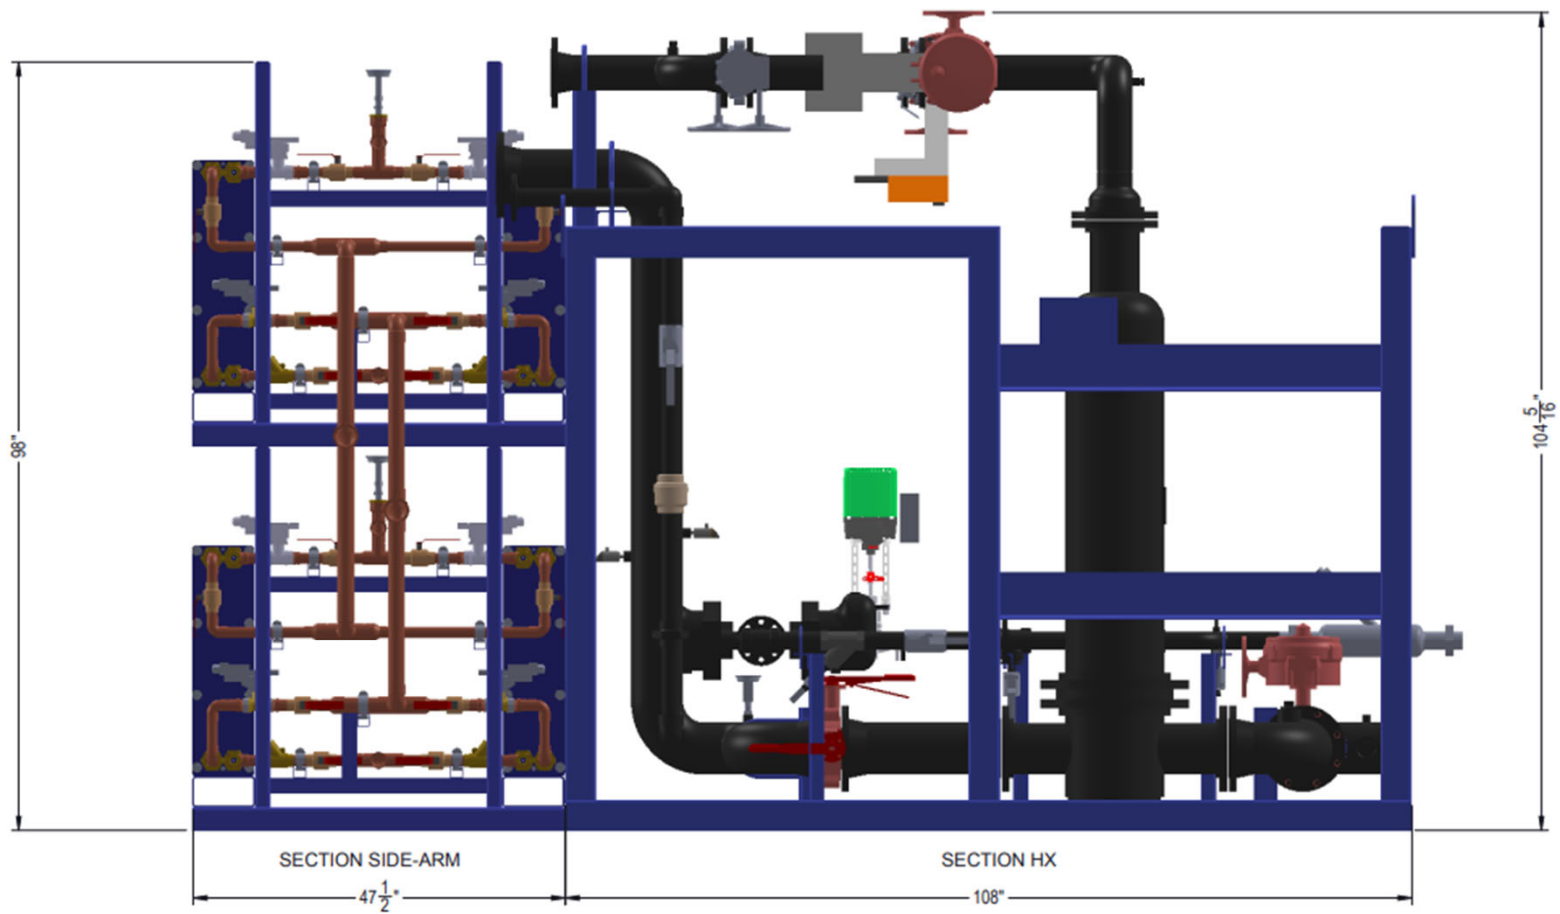 98"
104 5/16"
SECTION SIDE-ARM
SECTION HX
47 1/2"
108"